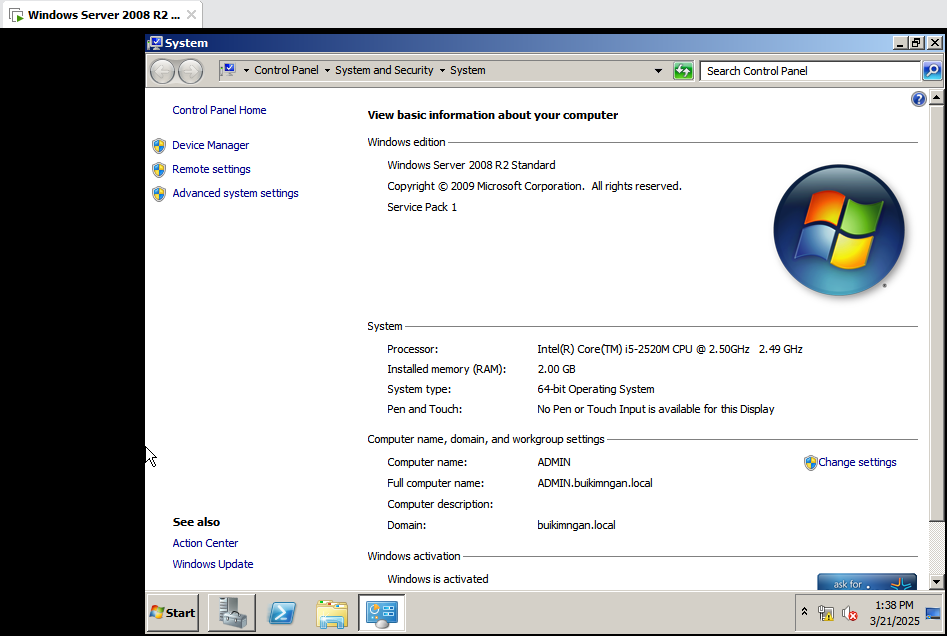 Windows Server 2008 R2 ...
System
Control Panel System and Security System
Search Control Panel
Control Panel Home
Device Manager
Remote settings
Advanced system settings
See also
Action Center
Windows Update
View basic information about your computer
Windows edition
Windows Server 2008 R2 Standard
Copyright © 2009 Microsoft Corporation. All rights reserved.
Service Pack 1
System
Processor: Intel(R) Core(TM) i5-2520M CPU @ 2.50GHz 2.49 GHz
Installed memory (RAM): 2.00 GB
System type: 64-bit Operating System
Pen and Touch: No Pen or Touch Input is available for this Display
Computer name, domain, and workgroup settings
Computer name: ADMIN
Change settings
Full computer name: ADMIN.buikimngan.local
Computer description:
Domain: buikimngan.local
Windows activation
Windows is activated
ask for
Start
1:38 PM
3/21/2025